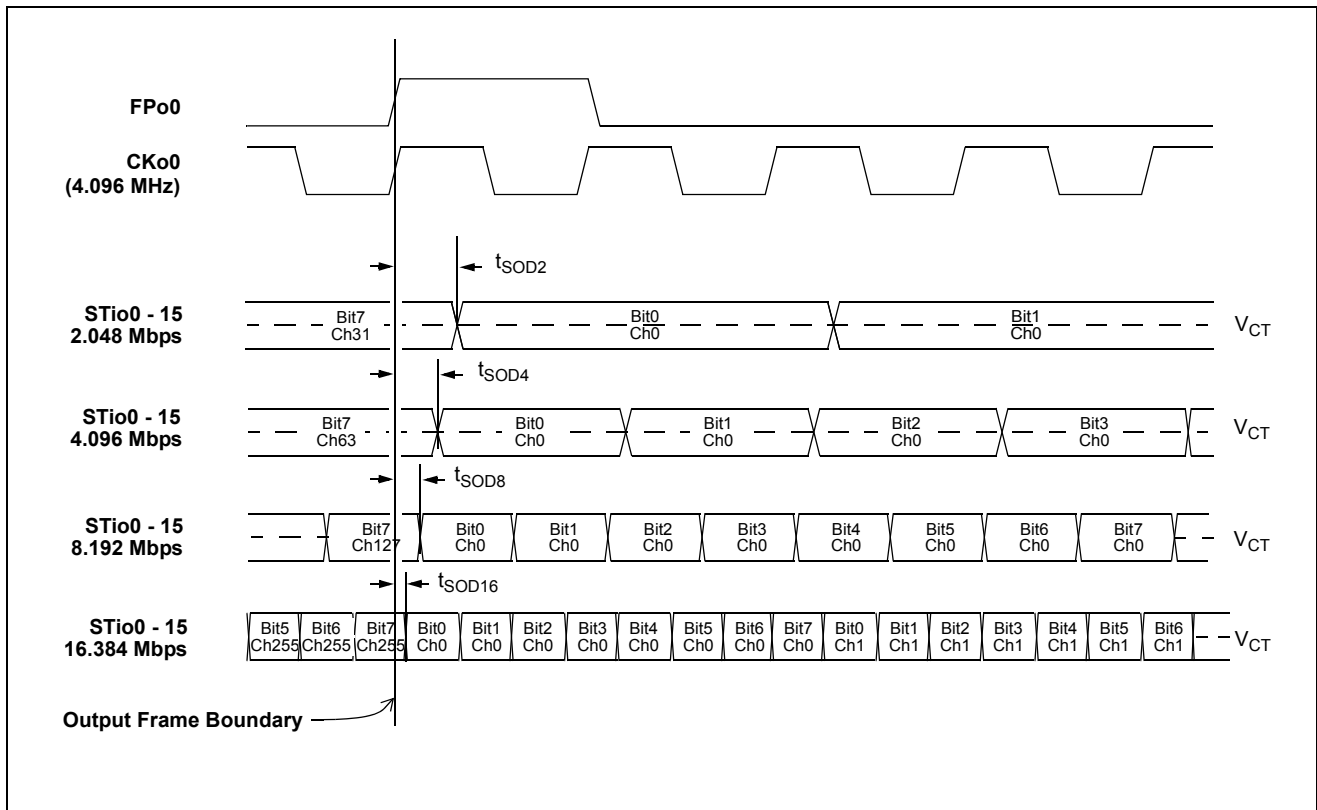 FPo0
CKo0
(4.096 MHz)
tSOD2
STio0 - 15
2.048 Mbps
Bit7 Bit0 Bit1
Ch31 Ch0 Ch0
VCT
tSOD4
STio0 - 15
4.096 Mbps
Bit7 Bit0 Bit1 Bit2 Bit3
Ch63 Ch0 Ch0 Ch0 Ch0
VCT
tSOD8
STio0 - 15
8.192 Mbps
Bit7 Bit0 Bit1 Bit2 Bit3 Bit4 Bit5 Bit6 Bit7
Ch127 Ch0 Ch0 Ch0 Ch0 Ch0 Ch0 Ch0 Ch0
VCT
tSOD16
STio0 - 15
16.384 Mbps
Bit5 Bit6 Bit7 Bit0 Bit1 Bit2 Bit3 Bit4 Bit5 Bit6 Bit7 Bit0 Bit1 Bit2 Bit3 Bit4 Bit5 Bit6
Ch255 Ch255 Ch255 Ch0 Ch0 Ch0 Ch0 Ch0 Ch0 Ch0 Ch0 Ch1 Ch1 Ch1 Ch1 Ch1 Ch1 Ch1
VCT
Output Frame Boundary